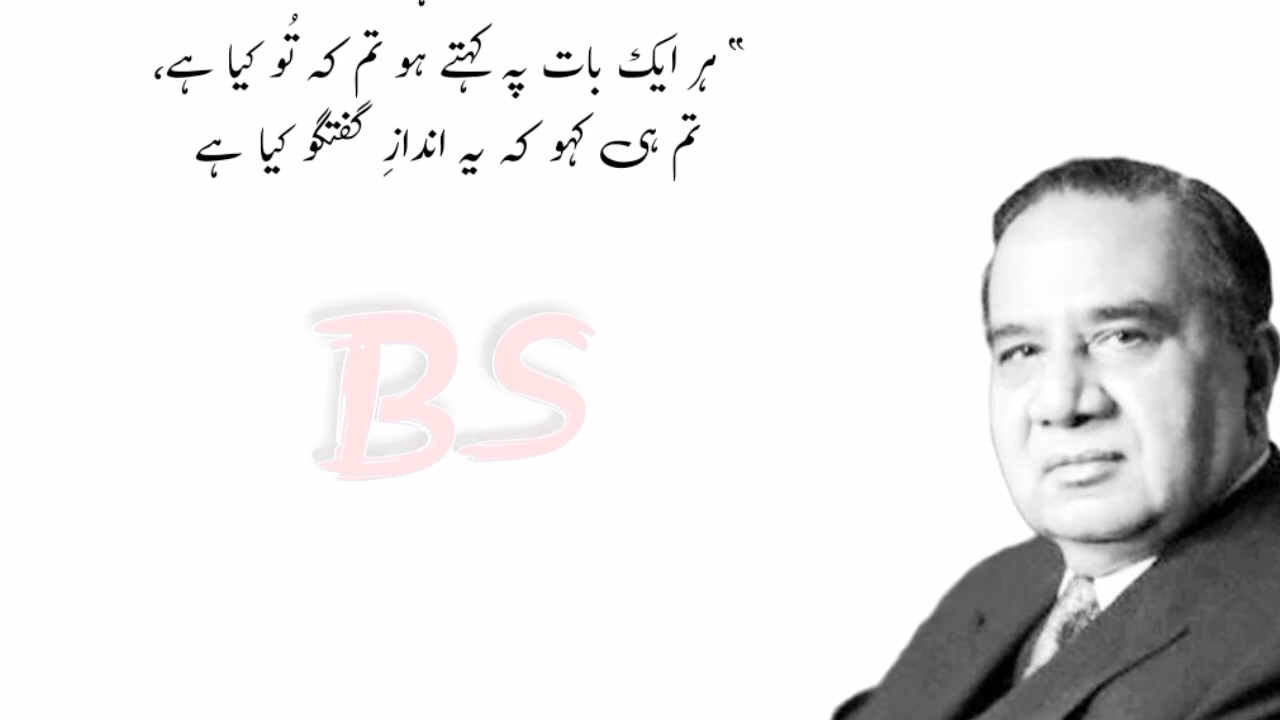 ”ہر ایک بات پہ کہتے ہو تم کہ تُو کیا ہے،
تم ہی کہو کہ یہ اندازِ گفتگو کیا ہے
BS